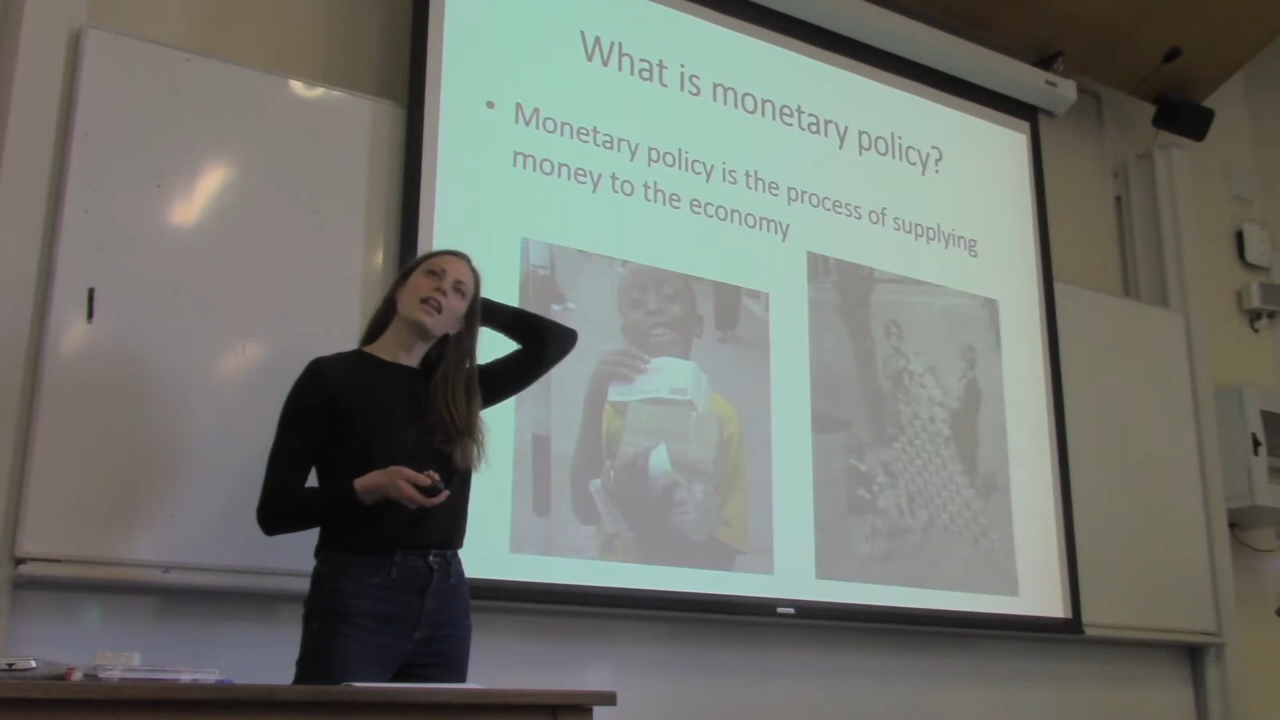 What is monetary policy?
• Monetary policy is the process of supplying
money to the economy